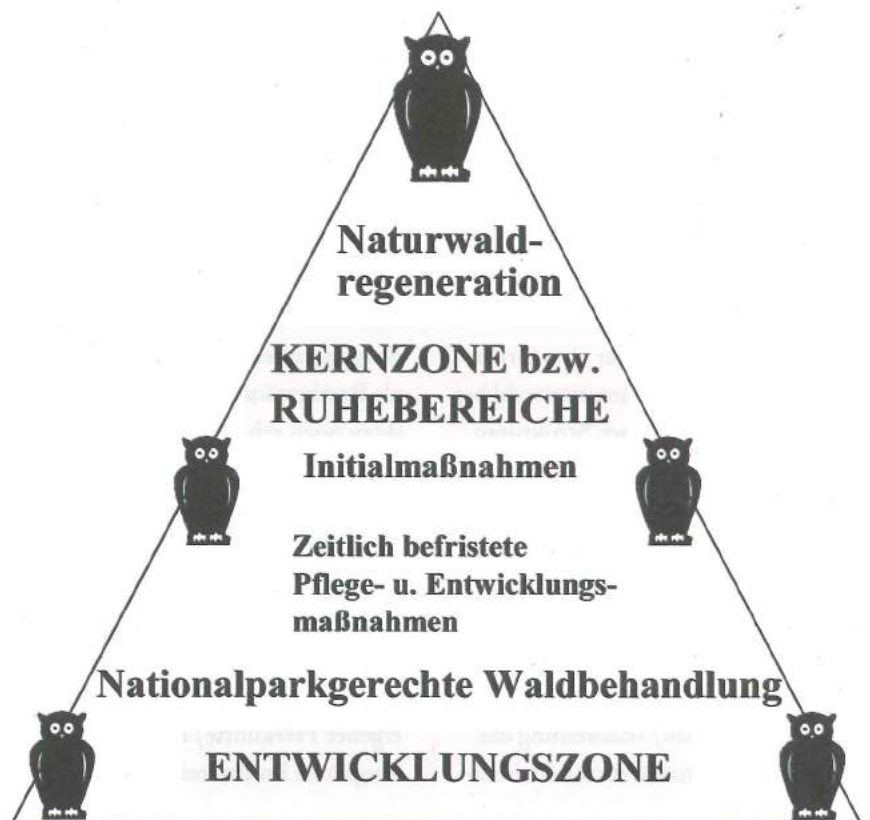 Naturwald-
regeneration
KERNZONE bzw.
RUHEBEREICHE
Initialmaßnahmen
Zeitlich befristete
Pflege- u. Entwicklungs-
maßnahmen
Nationalparkgerechte Waldbehandlung
ENTWICKLUNGSZONE